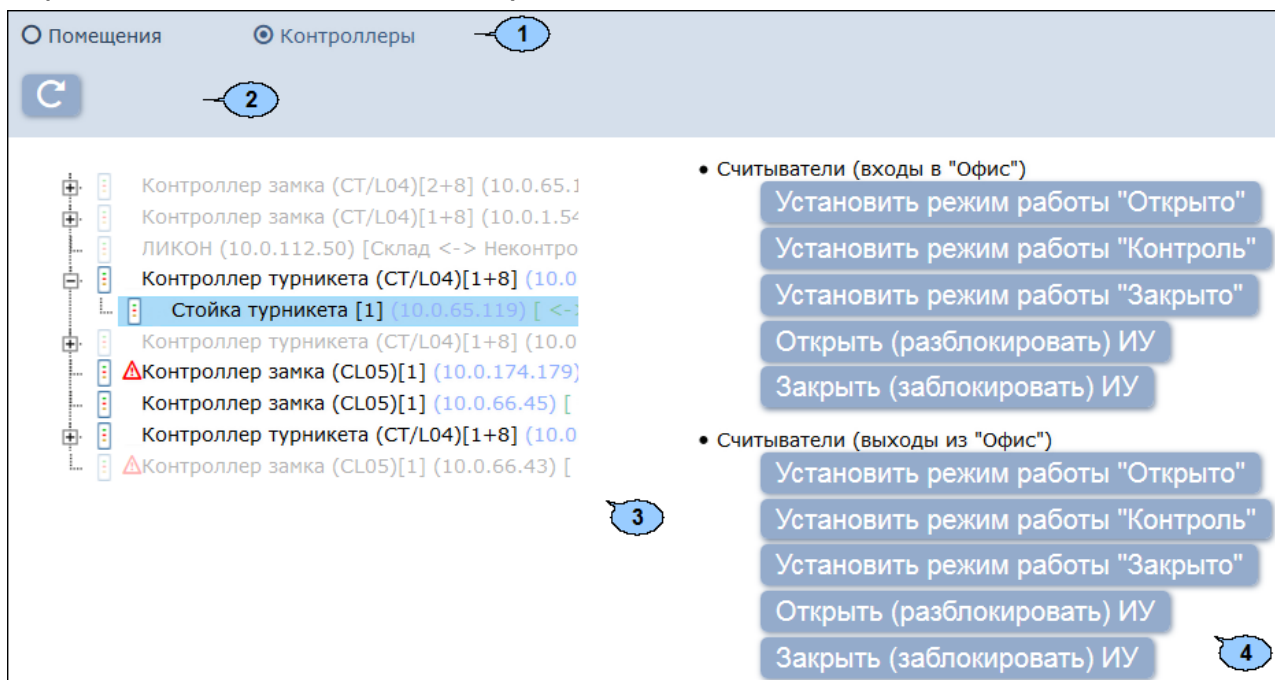 Помещения Контроллеры 1
2
Контроллер замка (CT/L04)[2+8] (10.0.65.1
Контроллер замка (CT/L04)[1+8] (10.0.1.54
ЛИКОН (10.0.112.50) [Склад <-> Неконтро
Контроллер турникета (CT/L04)[1+8] (10.0
Стойка турникета [1] (10.0.65.119) [ <-
Контроллер турникета (CT/L04)[1+8] (10.0
Контроллер замка (CL05)[1] (10.0.174.179)
Контроллер замка (CL05)[1] (10.0.66.45) [
Контроллер турникета (CT/L04)[1+8] (10.0
Контроллер замка (CL05)[1] (10.0.66.43) [
3
• Считыватели (входы в "Офис")
Установить режим работы "Открыто"
Установить режим работы "Контроль"
Установить режим работы "Закрыто"
Открыть (разблокировать) ИУ
Закрыть (заблокировать) ИУ
• Считыватели (выходы из "Офис")
Установить режим работы "Открыто"
Установить режим работы "Контроль"
Установить режим работы "Закрыто"
Открыть (разблокировать) ИУ
Закрыть (заблокировать) ИУ
4